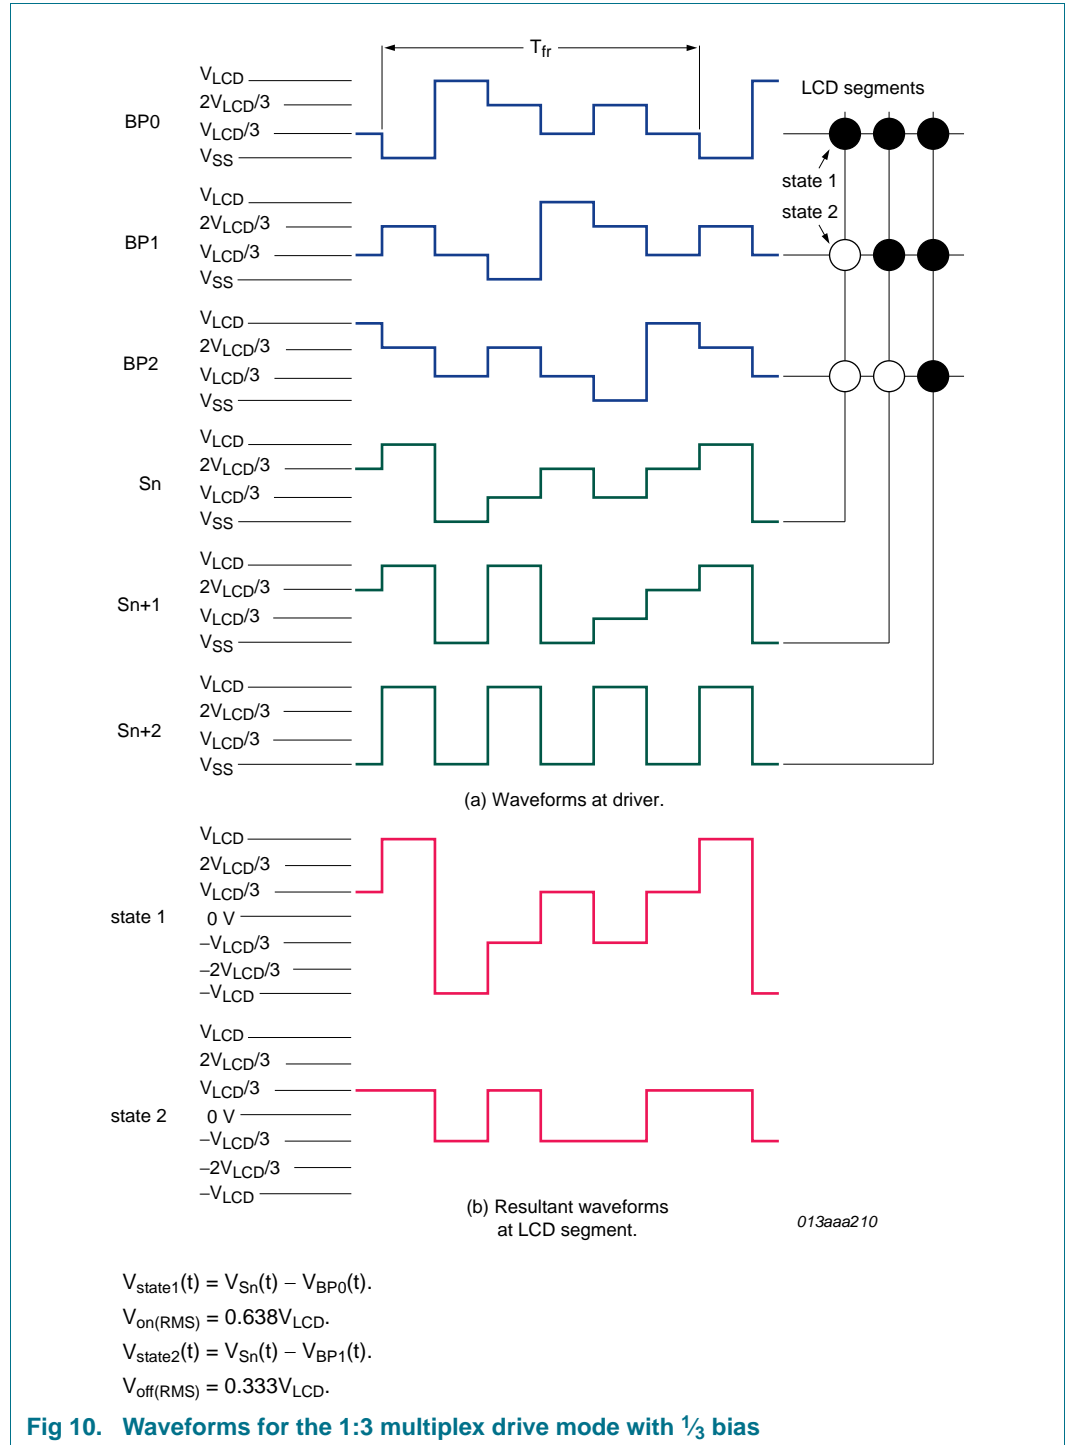 Tfr
VLCD
2VLCD/3
BP0
VLCD/3
VSS
LCD segments
state 1
state 2
VLCD
2VLCD/3
BP1
VLCD/3
VSS
VLCD
2VLCD/3
BP2
VLCD/3
VSS
VLCD
2VLCD/3
Sn
VLCD/3
VSS
VLCD
2VLCD/3
Sn+1
VLCD/3
VSS
VLCD
2VLCD/3
Sn+2
VLCD/3
VSS
(a) Waveforms at driver.
VLCD
2VLCD/3
VLCD/3
state 1
0 V
−VLCD/3
−2VLCD/3
−VLCD
VLCD
2VLCD/3
VLCD/3
state 2
0 V
−VLCD/3
−2VLCD/3
−VLCD
(b) Resultant waveforms
at LCD segment.
013aaa210
Vstate1(t) = VSn(t) − VBP0(t).
Von(RMS) = 0.638VLCD.
Vstate2(t) = VSn(t) − VBP1(t).
Voff(RMS) = 0.333VLCD.
Fig 10. Waveforms for the 1:3 multiplex drive mode with 1⁄3 bias